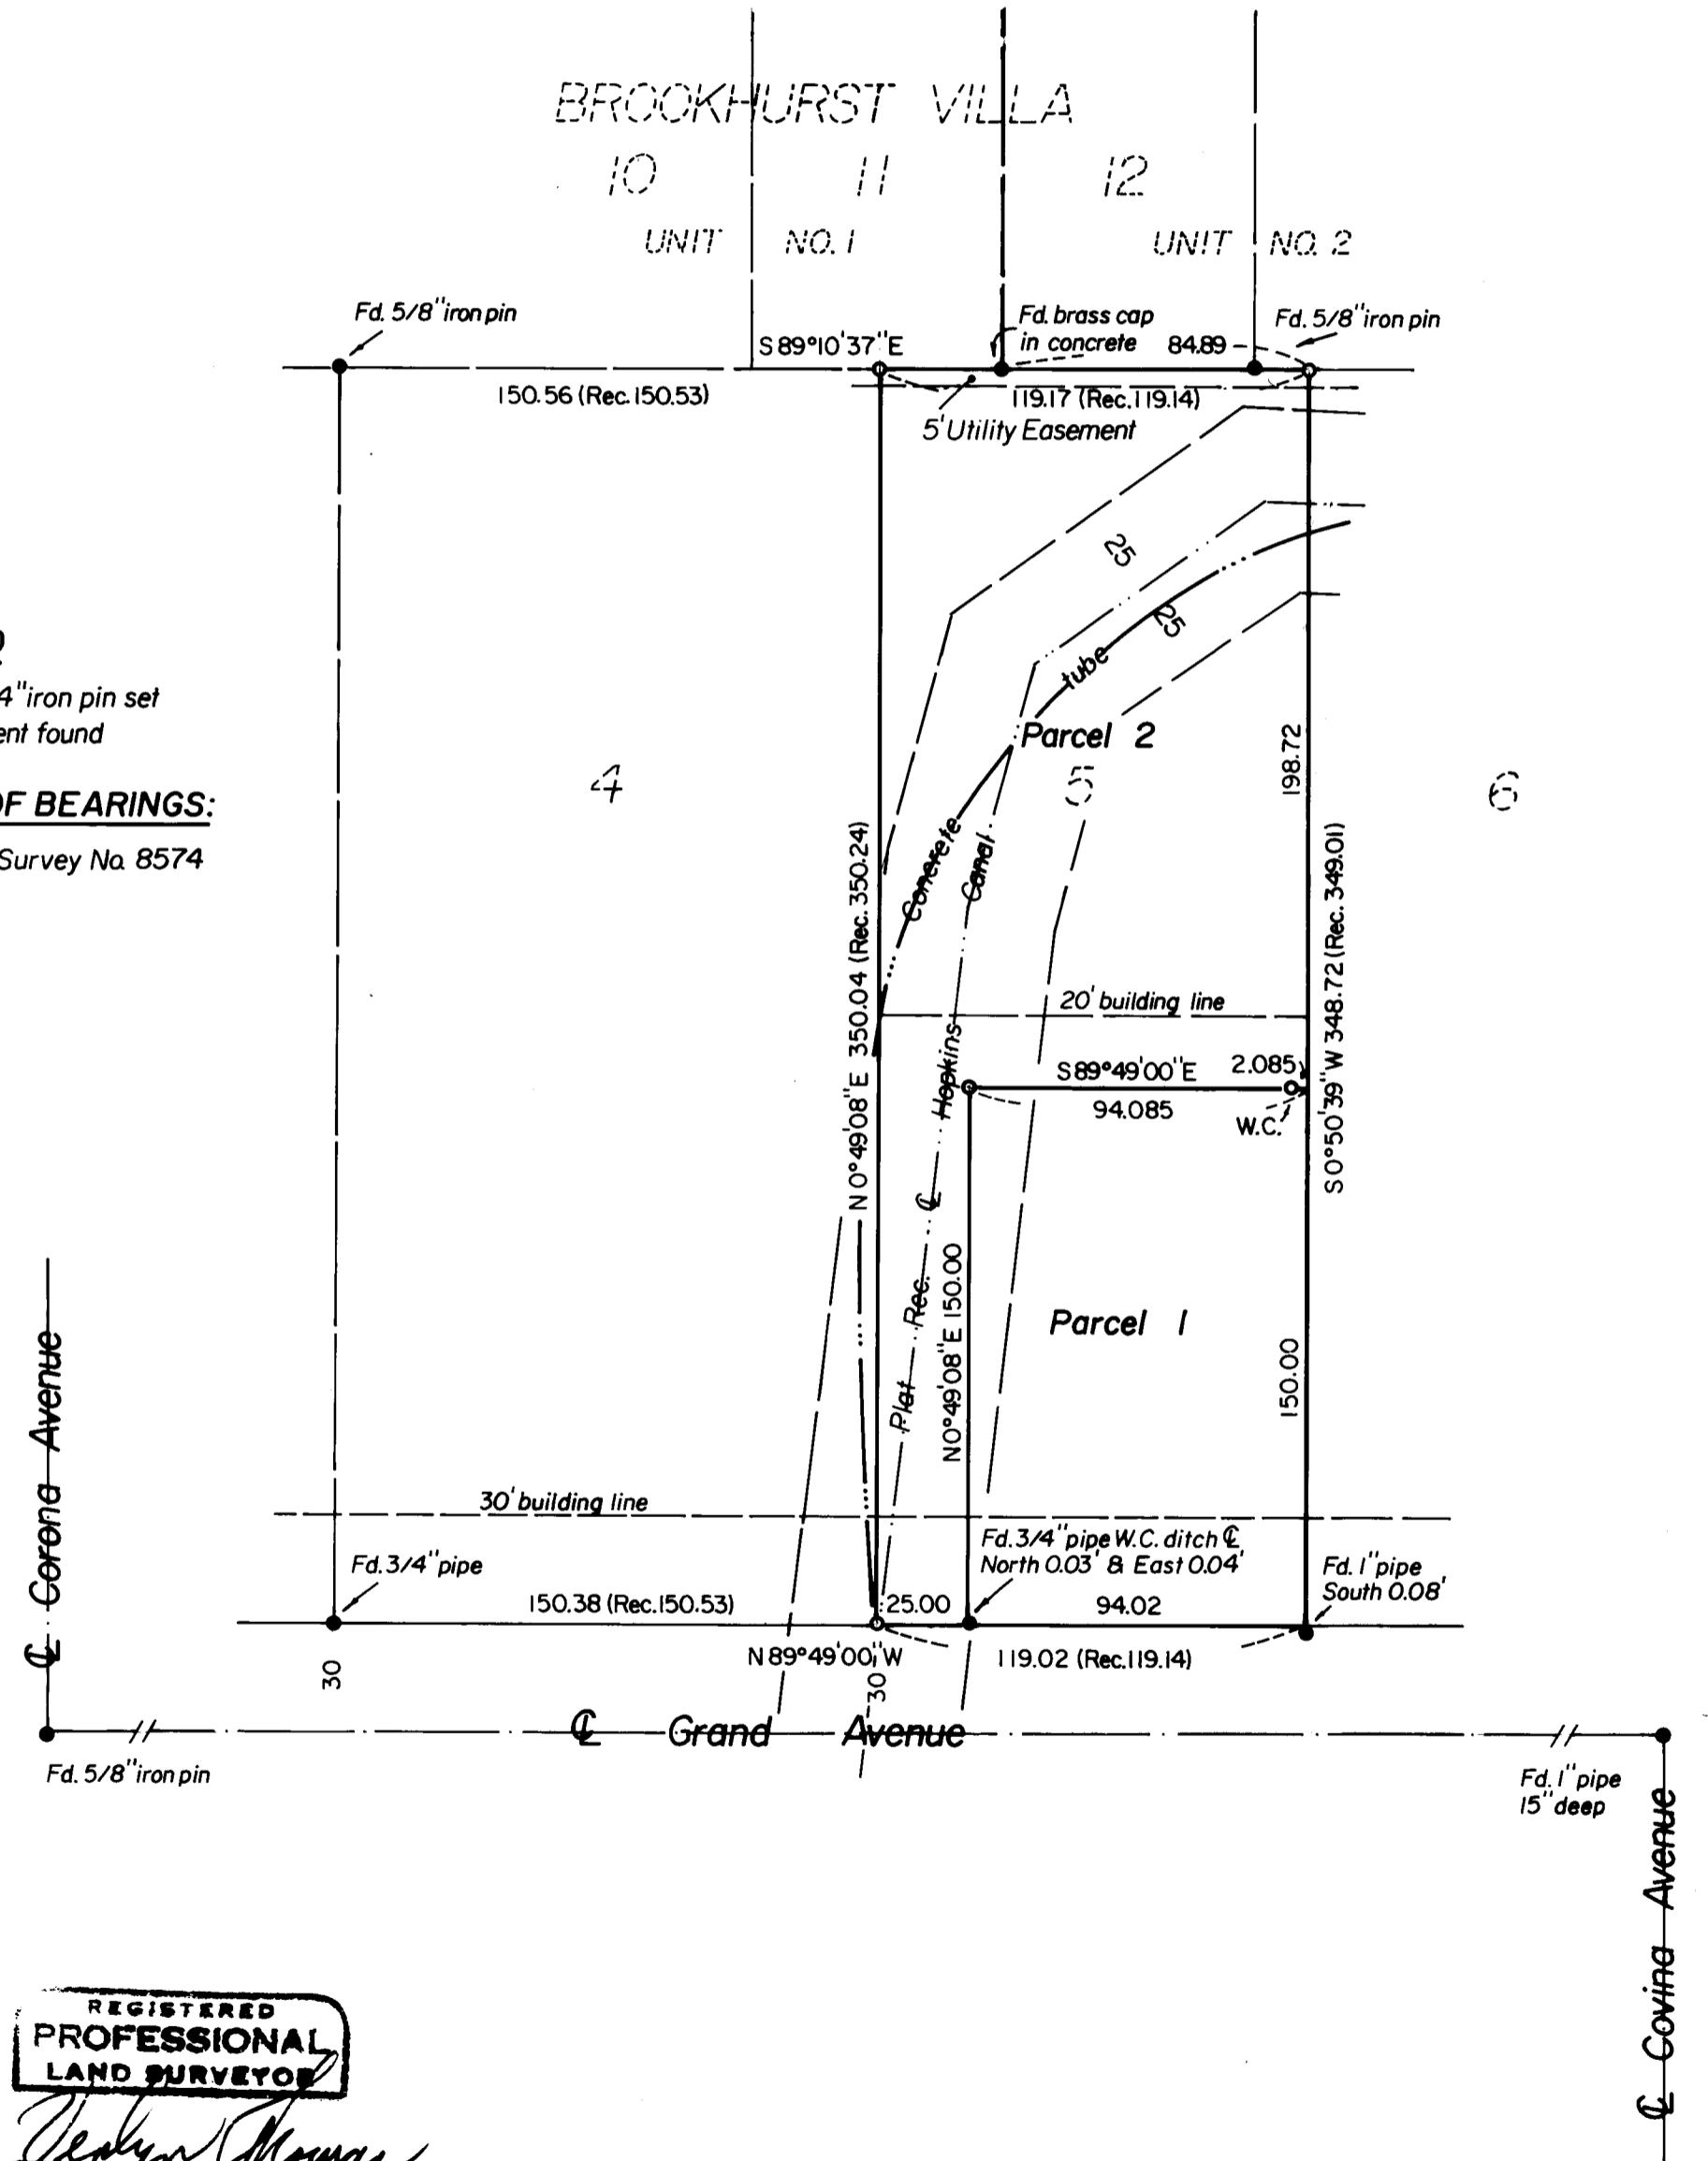 BROOKHURST VILLA
10 11 12
UNIT NO. 1 UNIT NO. 2
Fd. 5/8" iron pin
Fd. brass cap
in concrete
Fd. 5/8" iron pin
S 89°10'37" E
84.89
150.56 (Rec. 150.53)
119.17 (Rec. 119.14)
5' Utility Easement
25
25
4" iron pin set
ent found
OF BEARINGS:
Survey No. 8574
tube
Parcel 2
4
5
6
198.72
Concrete
Canal
N 0°49'08" E 350.04 (Rec. 350.24)
S 0°50'39" W 348.72 (Rec. 349.01)
20' building line
Hopkins
S 89°49'00" E
2.085
94.085
W.C.
℄
Plat Rec.
N 0°49'08" E 150.00
Parcel 1
150.00
℄ Corona Avenue
30' building line
Fd. 3/4" pipe
Fd. 3/4" pipe W.C. ditch ℄
North 0.03' & East 0.04'
Fd. 1" pipe
South 0.08'
150.38 (Rec. 150.53)
25.00
94.02
N 89°49'00" W
119.02 (Rec. 119.14)
30
30
℄ Grand Avenue
Fd. 5/8" iron pin
Fd. 1" pipe
15" deep
℄ Covina Avenue
REGISTERED
PROFESSIONAL
LAND SURVEYOR